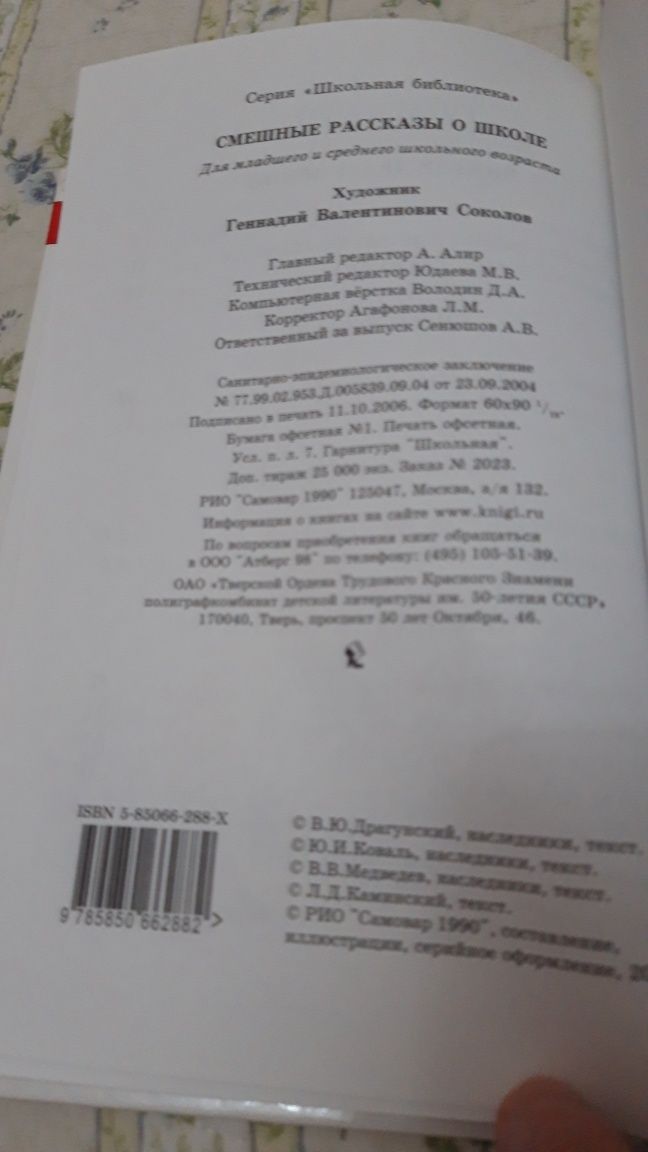 Серия «Школьная библиотека»
СМЕШНЫЕ РАССКАЗЫ О ШКОЛЕ
Для младшего и среднего школьного возраста
Художник
Геннадий Валентинович Соколов
Главный редактор А. Алир
Технический редактор Юдаева М.В.
Компьютерная вёрстка Володин Д.А.
Корректор Агафонова Л.М.
Ответственный за выпуск Сенюшов А.В.
Санитарно-эпидемиологическое заключение
№ 77.99.02.953.Д.005839.09.04 от 23.09.2004
Подписано в печать 11.10.2006. Формат 60х90 1/16.
Бумага офсетная №1. Печать офсетная.
Усл. п. л. 7. Гарнитура "Школьная".
Доп. тираж 25 000 экз. Заказ № 2023.
РИО "Самовар 1990" 125047, Москва, а/я 132.
Информация о книгах на сайте www.knigi.ru
По вопросам приобретения книг обращаться
в ООО "Атберг 98" по телефону: (495) 105-51-39.
ОАО «Тверской Ордена Трудового Красного Знамени
полиграфкомбинат детской литературы им. 50-летия СССР»
170040, Тверь, проспект 50 лет Октября, 46.
ISBN 5-85066-288-X
9 785850 662882 >
© В.Ю.Драгунский, наследники, текст.
© Ю.И.Коваль, наследники, текст.
© В.В.Медведев, наследники, текст.
© Л.Д.Каминский, текст.
© РИО "Самовар 1990", составление,
иллюстрации, серийное оформление, 20